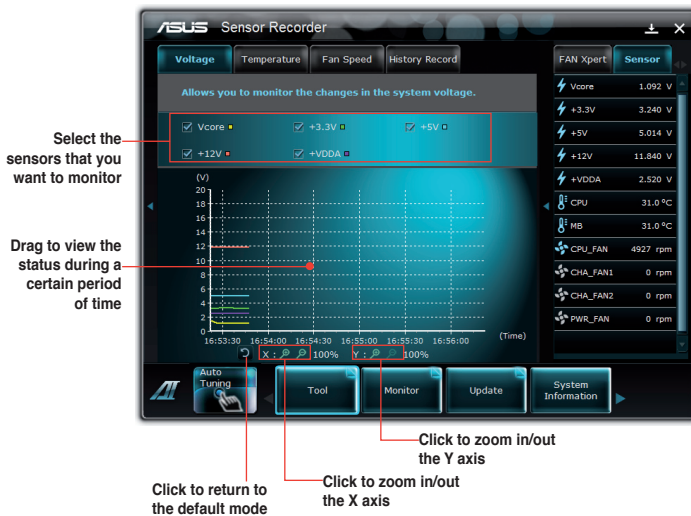 ASUS Sensor Recorder
Voltage
Temperature
Fan Speed
History Record
FAN Xpert
Sensor
Allows you to monitor the changes in the system voltage.
Vcore
+3.3V
+5V
+12V
+VDDA
Select the
sensors that you
want to monitor
Drag to view the
status during a
certain period
of time
(V)
20
18
16
14
12
10
8
6
4
2
0
16:53:30 16:54:00 16:54:30 16:55:00 16:55:30 16:56:00
(Time)
X : 100%
Y : 100%
Vcore 1.092 V
+3.3V 3.240 V
+5V 5.014 V
+12V 11.840 V
+VDDA 2.520 V
CPU 31.0 ºC
MB 31.0 ºC
CPU_FAN 4927 rpm
CHA_FAN1 0 rpm
CHA_FAN2 0 rpm
PWR_FAN 0 rpm
Auto
Tuning
Tool
Monitor
Update
System
Information
Click to zoom in/out
the Y axis
Click to zoom in/out
the X axis
Click to return to
the default mode